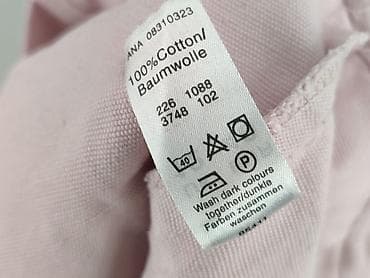 ANA 08310323
100%Cotton/
Baumwolle
226 1088
3748 102
40
P
Wash dark colours
together/dunkle
Farben zusammen
waschen